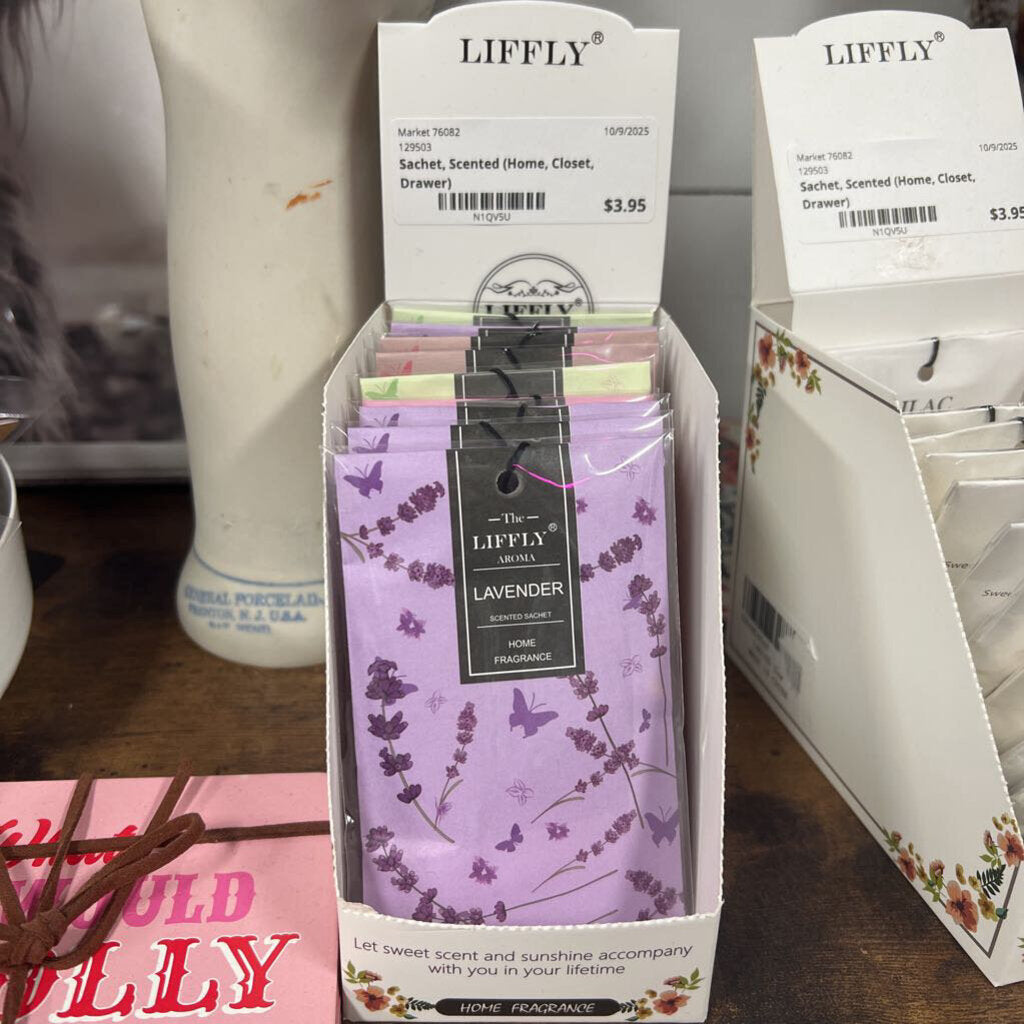 LIFFLY®
Market 76082
10/9/2025
129503
Sachet, Scented (Home, Closet,
Drawer)
N1QV5U
$3.95
LIFFLY®
The
LIFFLY®
AROMA
LAVENDER
SCENTED SACHET
HOME
FRAGRANCE
Let sweet scent and sunshine accompany
with you in your lifetime
HOME FRAGRANCE
LIFFLY®
Market 76082
10/9/2025
129503
Sachet, Scented (Home, Closet,
Drawer)
N1QV5U
$3.95
PORCELAIN
N.J. U.S.A.